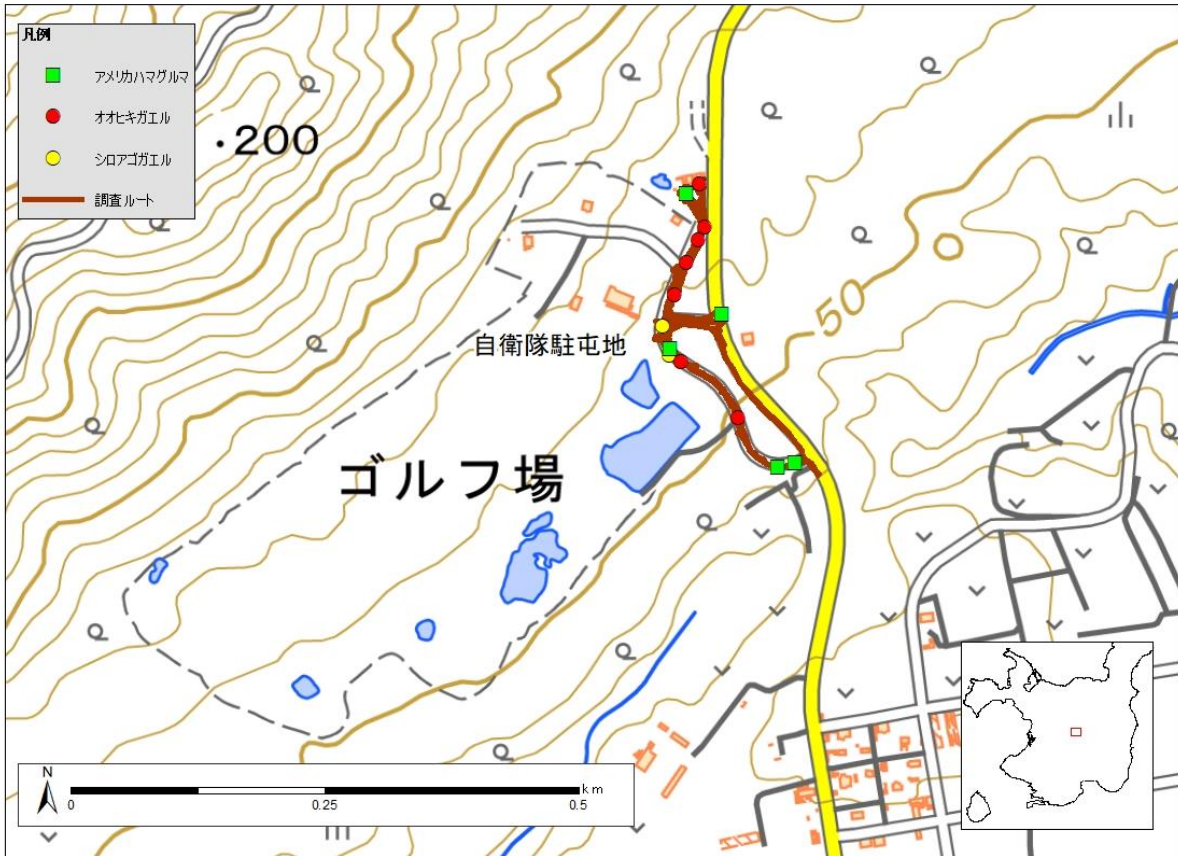 凡例
アメリカハマグルマ
オオヒキガエル
シロアゴガエル
調査ルート
・200
50
自衛隊駐屯地
ゴルフ場
N
0
0.25
0.5
km